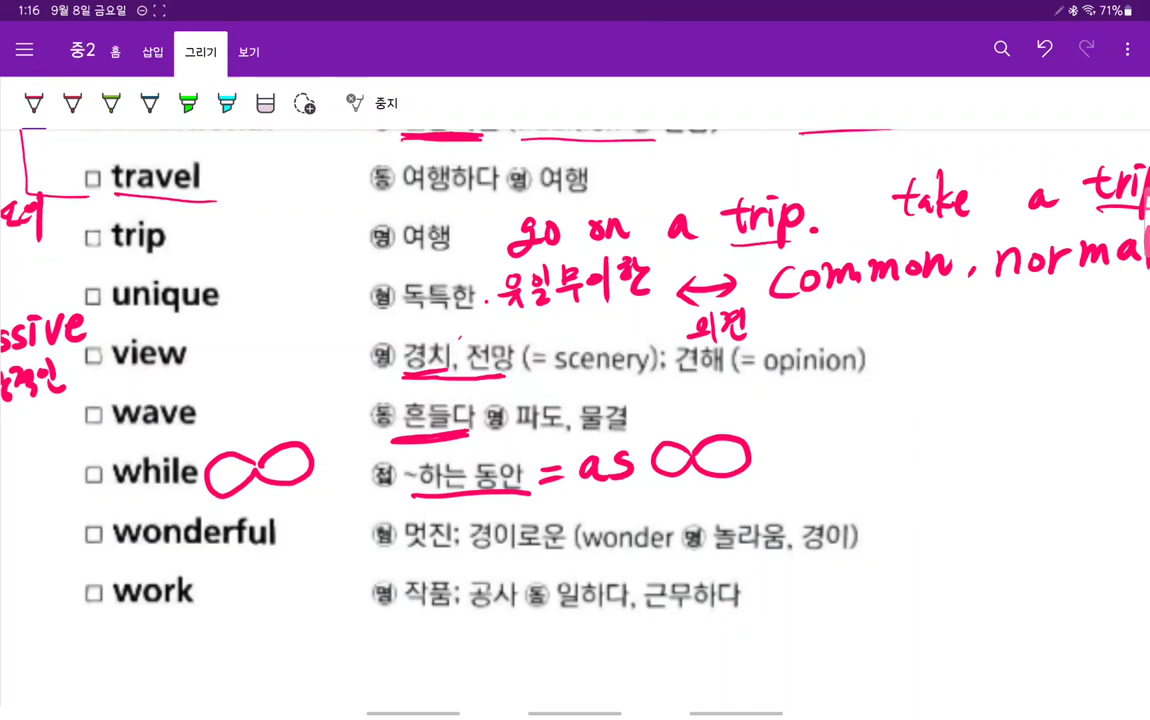 1:16 9월 8일 금요일 71%
중2 홈 삽입 그리기 보기
중지
travel 동 여행하다 명 여행
trip 명 여행 go on a trip. take a trip
unique 형 독특한. 유일무이한 ↔ common, normal
외견
view 명 경치, 전망 (= scenery); 견해 (= opinion)
wave 동 흔들다 명 파도, 물결
while 접 ~하는 동안 = as
wonderful 형 멋진; 경이로운 (wonder 명 놀라움, 경이)
work 명 작품; 공사 동 일하다, 근무하다